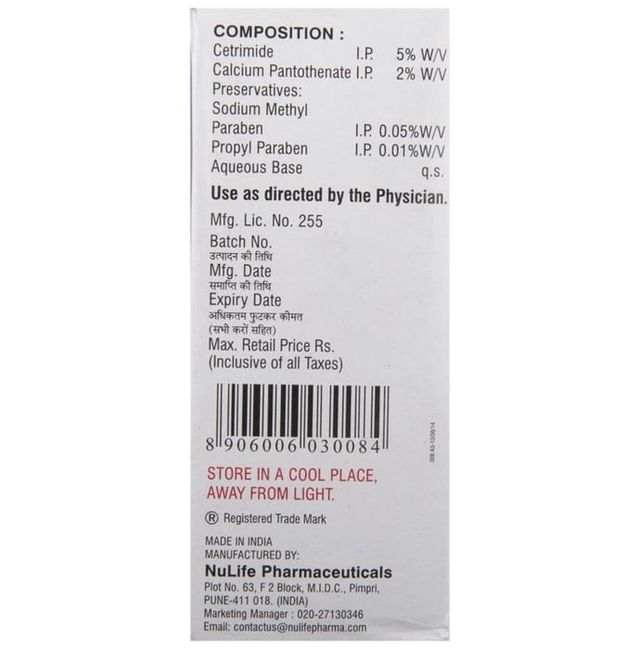 COMPOSITION :
Cetrimide I.P. 5% W/V
Calcium Pantothenate I.P. 2% W/V
Preservatives:
Sodium Methyl
Paraben I.P. 0.05%W/V
Propyl Paraben I.P. 0.01%W/V
Aqueous Base q.s.
Use as directed by the Physician.
Mfg. Lic. No. 255
Batch No.
उत्पादन की तिथि
Mfg. Date
समाप्ति की तिथि
Expiry Date
अधिकतम फुटकर कीमत
(सभी करों सहित)
Max. Retail Price Rs.
(Inclusive of all Taxes)
8 906006 030084
STORE IN A COOL PLACE,
AWAY FROM LIGHT.
® Registered Trade Mark
MADE IN INDIA
MANUFACTURED BY:
NuLife Pharmaceuticals
Plot No. 63, F 2 Block, M.I.D.C., Pimpri,
PUNE-411 018. (INDIA)
Marketing Manager : 020-27130346
Email: contactus@nulifepharma.com